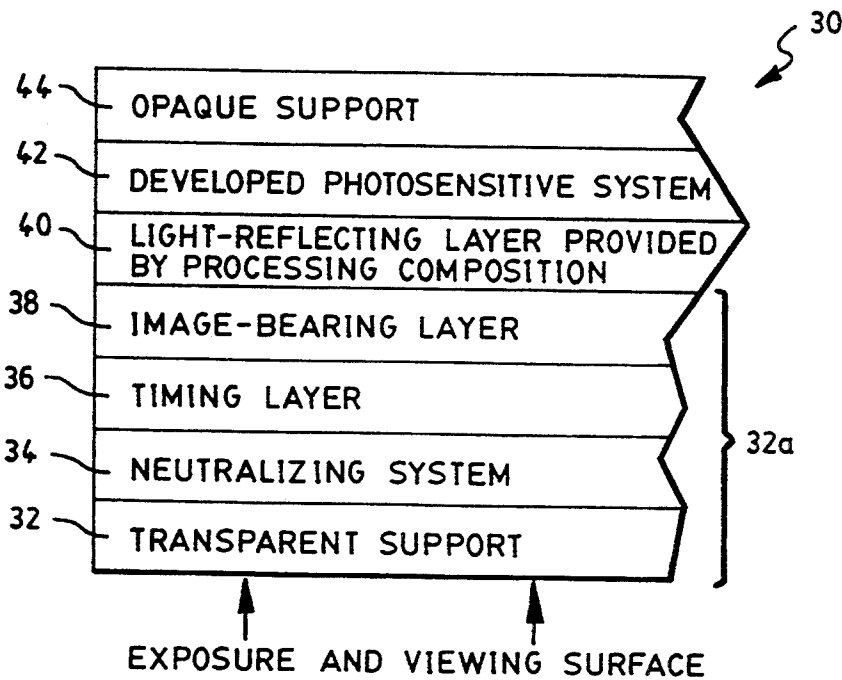 30
44 OPAQUE SUPPORT
42 DEVELOPED PHOTOSENSITIVE SYSTEM
40 LIGHT-REFLECTING LAYER PROVIDED
BY PROCESSING COMPOSITION
38 IMAGE-BEARING LAYER
36 TIMING LAYER
32a
34 NEUTRALIZING SYSTEM
32 TRANSPARENT SUPPORT
EXPOSURE AND VIEWING SURFACE